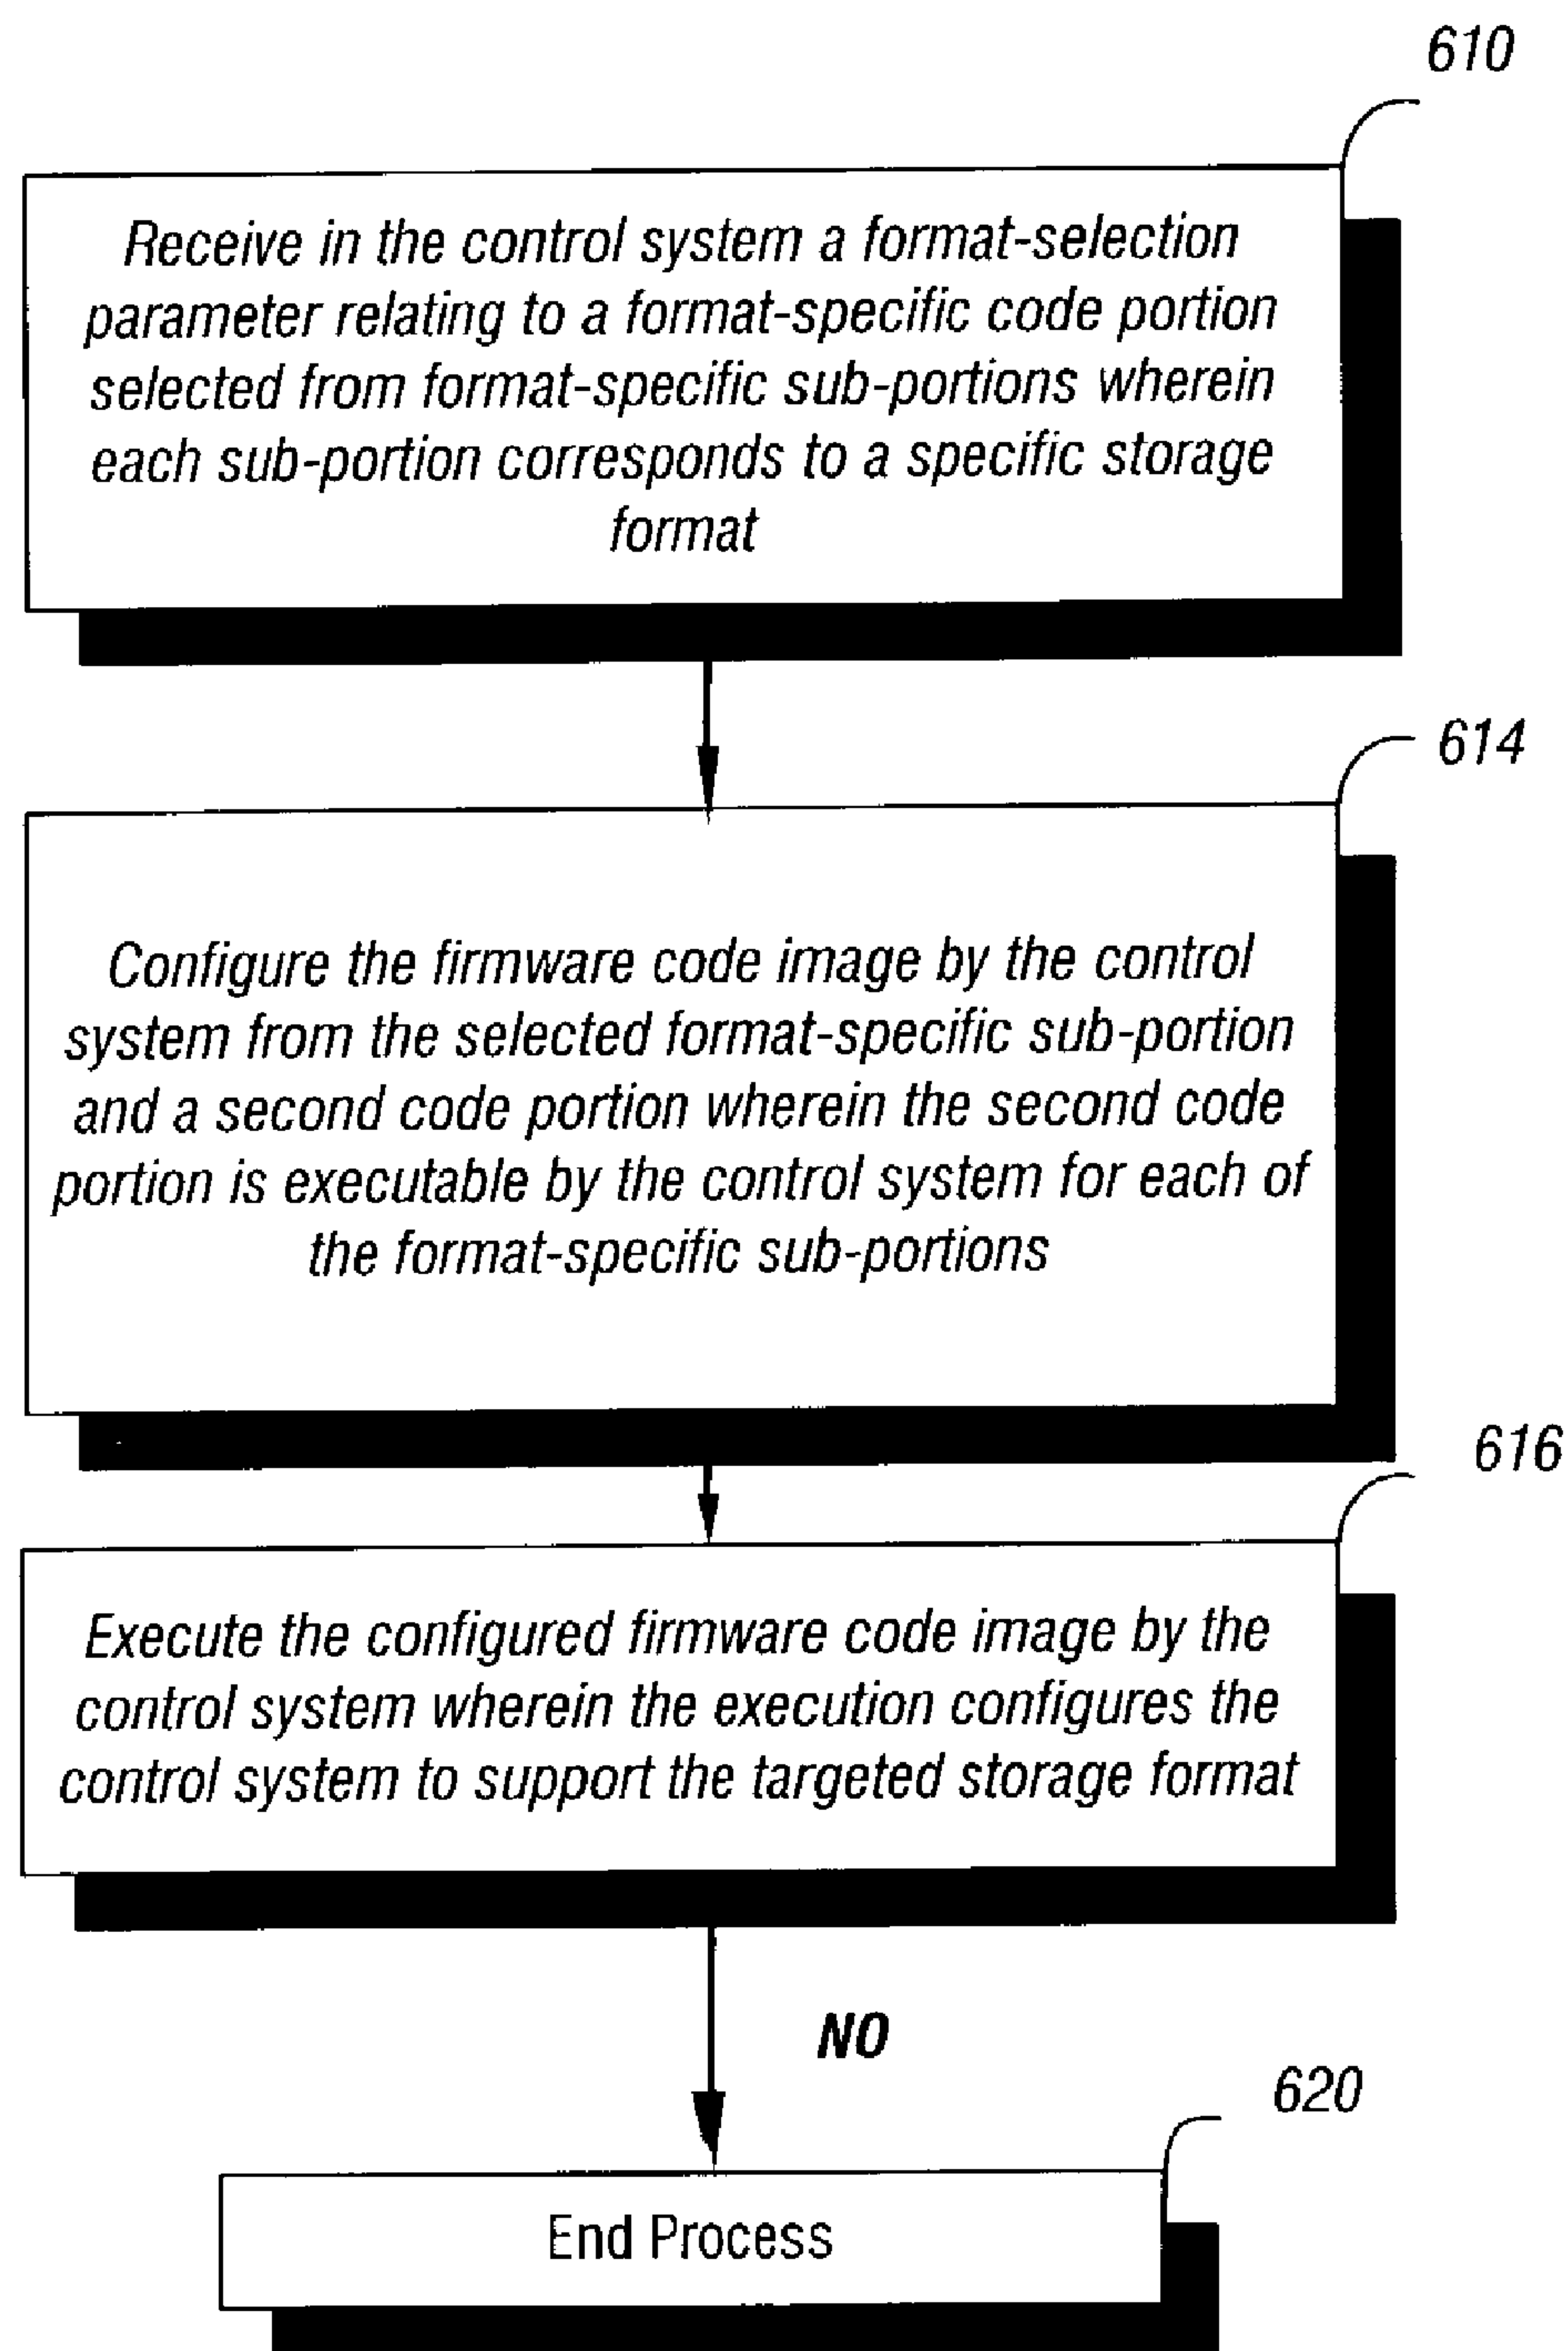 610
Receive in the control system a format-selection
parameter relating to a format-specific code portion
selected from format-specific sub-portions wherein
each sub-portion corresponds to a specific storage
format
614
Configure the firmware code image by the control
system from the selected format-specific sub-portion
and a second code portion wherein the second code
portion is executable by the control system for each of
the format-specific sub-portions
616
Execute the configured firmware code image by the
control system wherein the execution configures the
control system to support the targeted storage format
NO
620
End Process